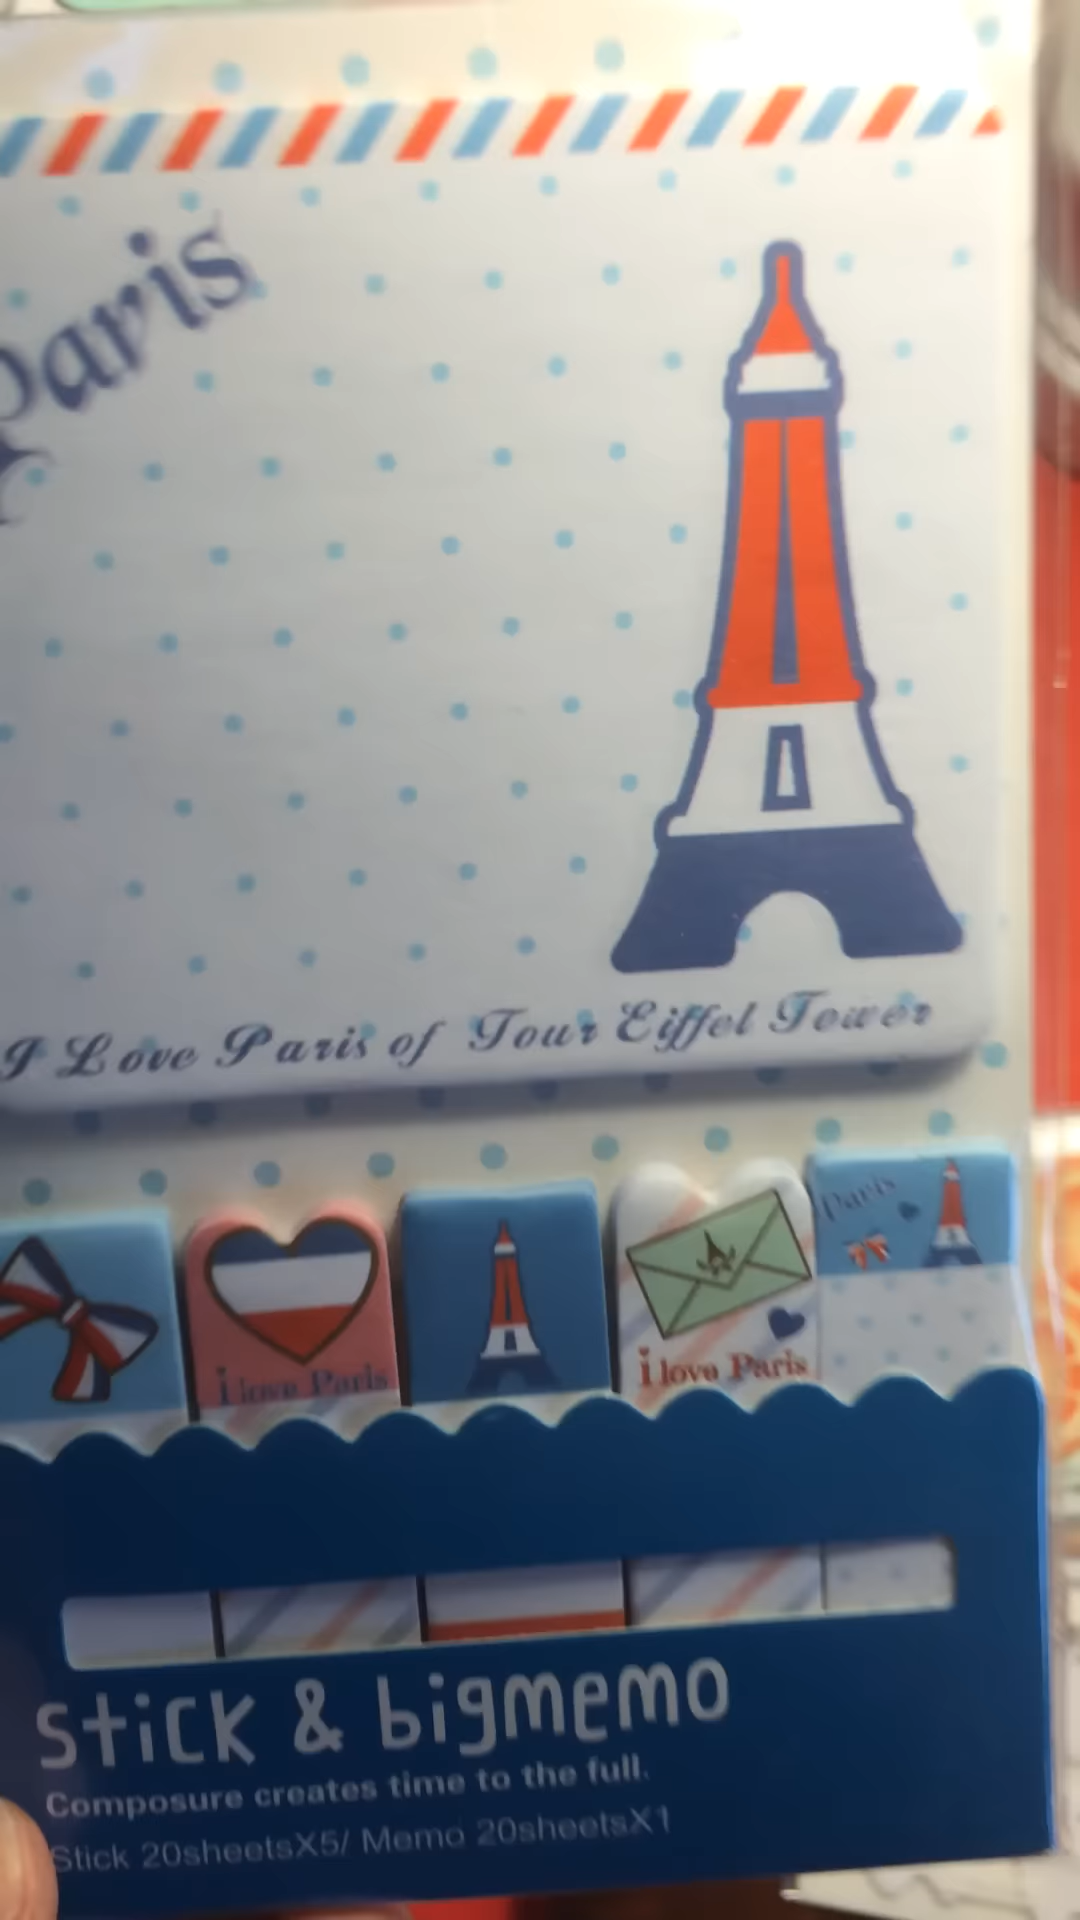 Paris
I Love Paris of Tour Eiffel Tower
Paris
i love Paris
i love Paris
Stick & bigmemo
Composure creates time to the full.
Stick 20sheetsX5/ Memo 20sheetsX1